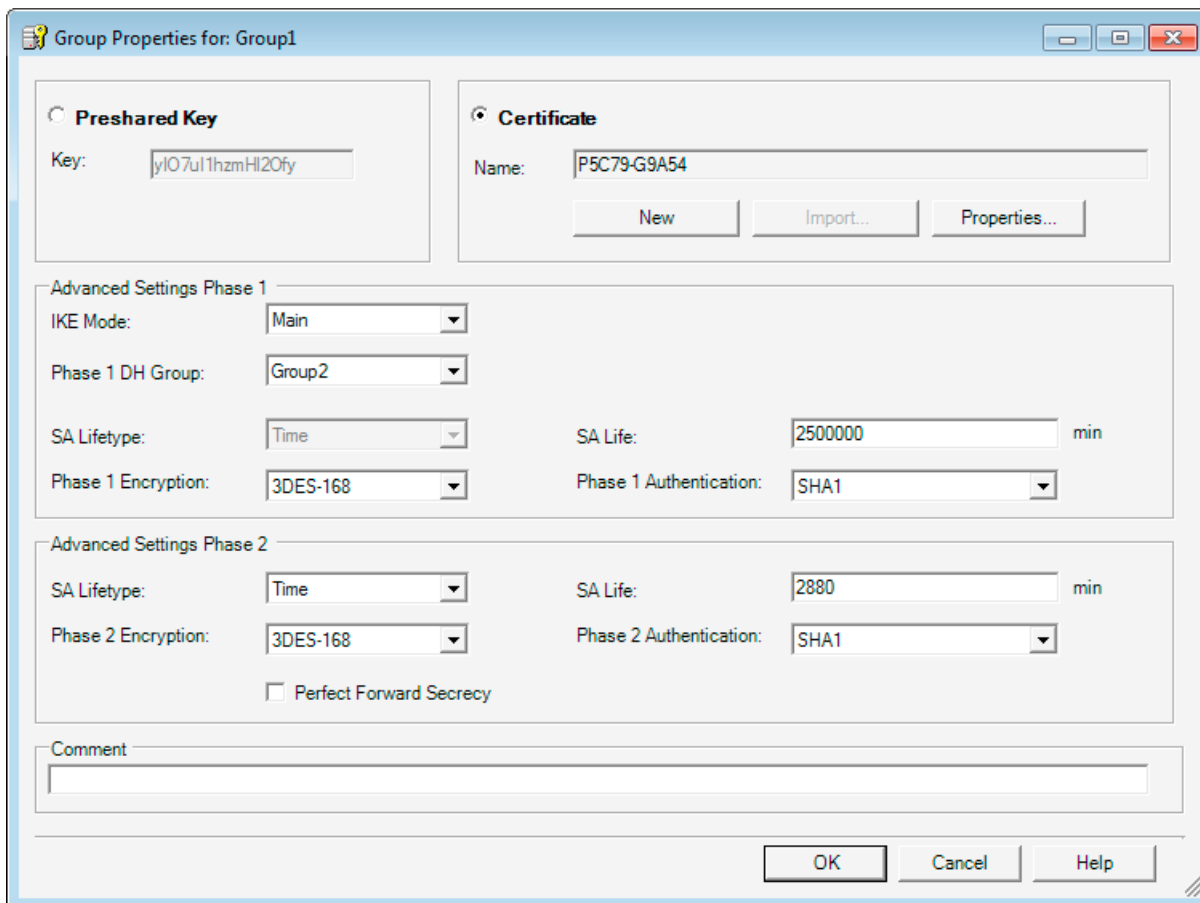 Group Properties for: Group1
Preshared Key
Key:
Certificate
Name: P5C79-G9A54
New Import... Properties...
Advanced Settings Phase 1
IKE Mode: Main
Phase 1 DH Group: Group2
SA Lifetype: Time SA Life: 2500000 min
Phase 1 Encryption: 3DES-168 Phase 1 Authentication: SHA1
Advanced Settings Phase 2
SA Lifetype: Time SA Life: 2880 min
Phase 2 Encryption: 3DES-168 Phase 2 Authentication: SHA1
Perfect Forward Secrecy
Comment
OK Cancel Help